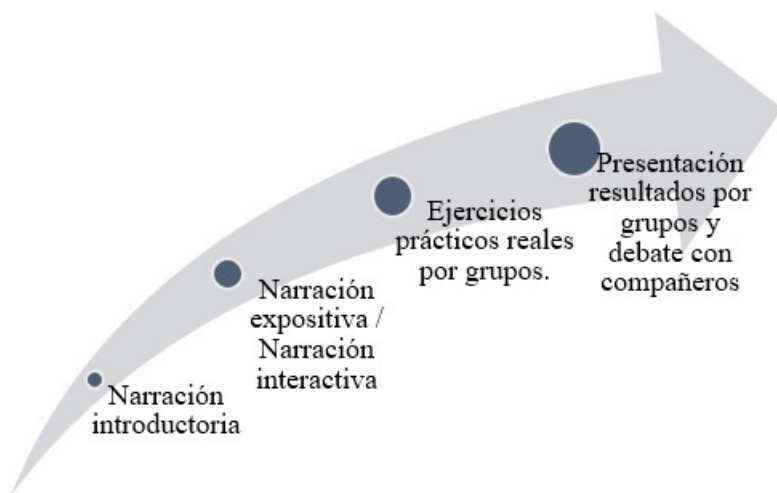 Narración
introductoria
Narración
expositiva /
Narración
interactiva
Ejercicios
prácticos reales
por grupos.
Presentación
resultados por
grupos y
debate con
compañeros